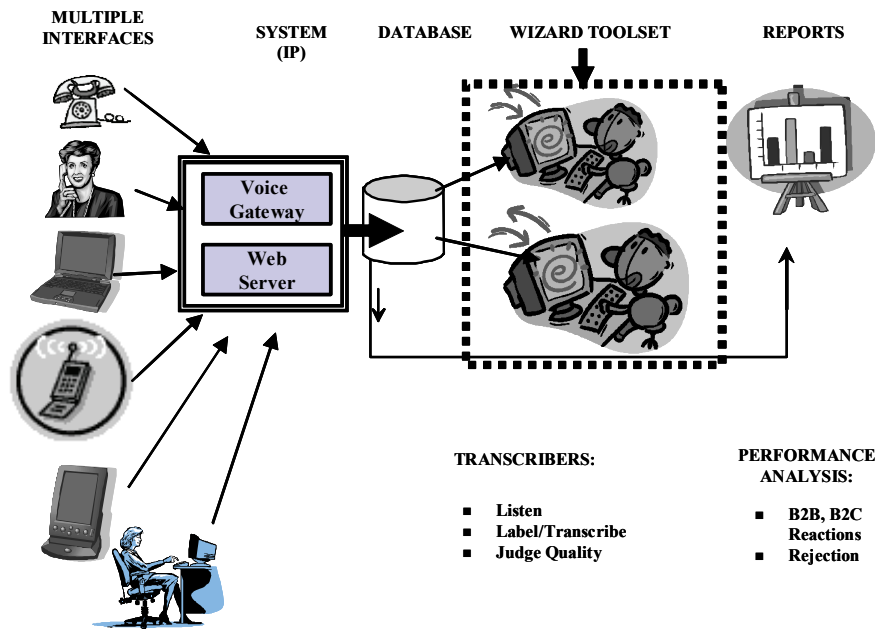 MULTIPLE
INTERFACES
SYSTEM
(IP)
DATABASE
WIZARD TOOLSET
REPORTS
Voice
Gateway
Web
Server
TRANSCRIBERS:
▪ Listen
▪ Label/Transcribe
▪ Judge Quality
PERFORMANCE
ANALYSIS:
▪ B2B, B2C
Reactions
▪ Rejection